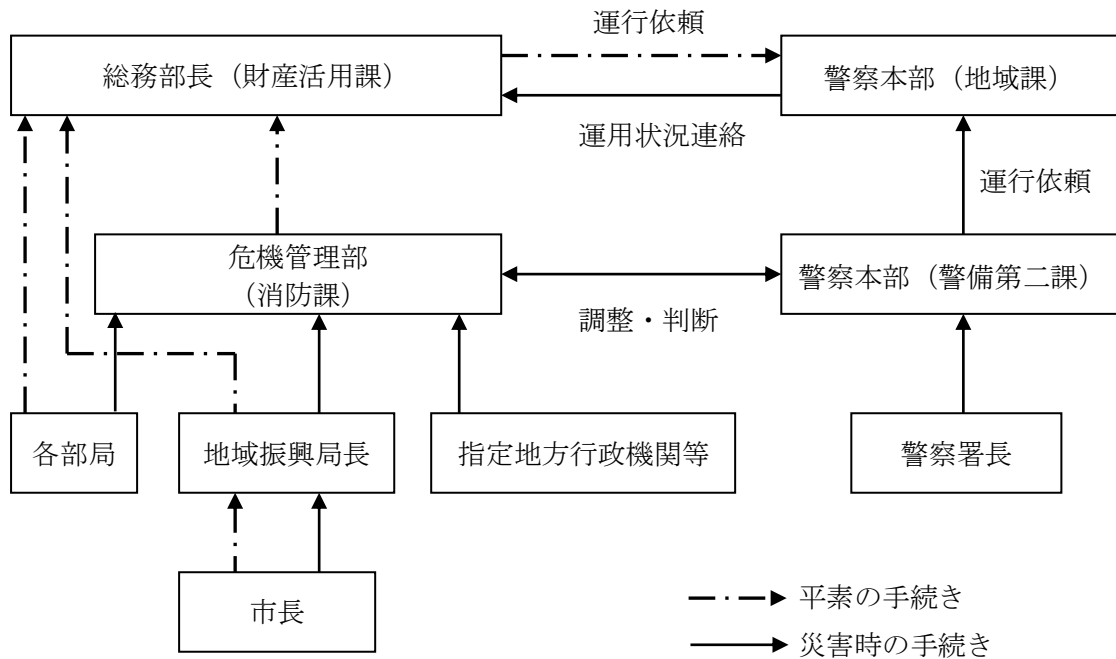 運行依頼
総務部長（財産活用課）
警察本部（地域課）
運用状況連絡
運行依頼
危機管理部
（消防課）
警察本部（警備第二課）
調整・判断
各部局
地域振興局長
指定地方行政機関等
警察署長
市長
平素の手続き
災害時の手続き